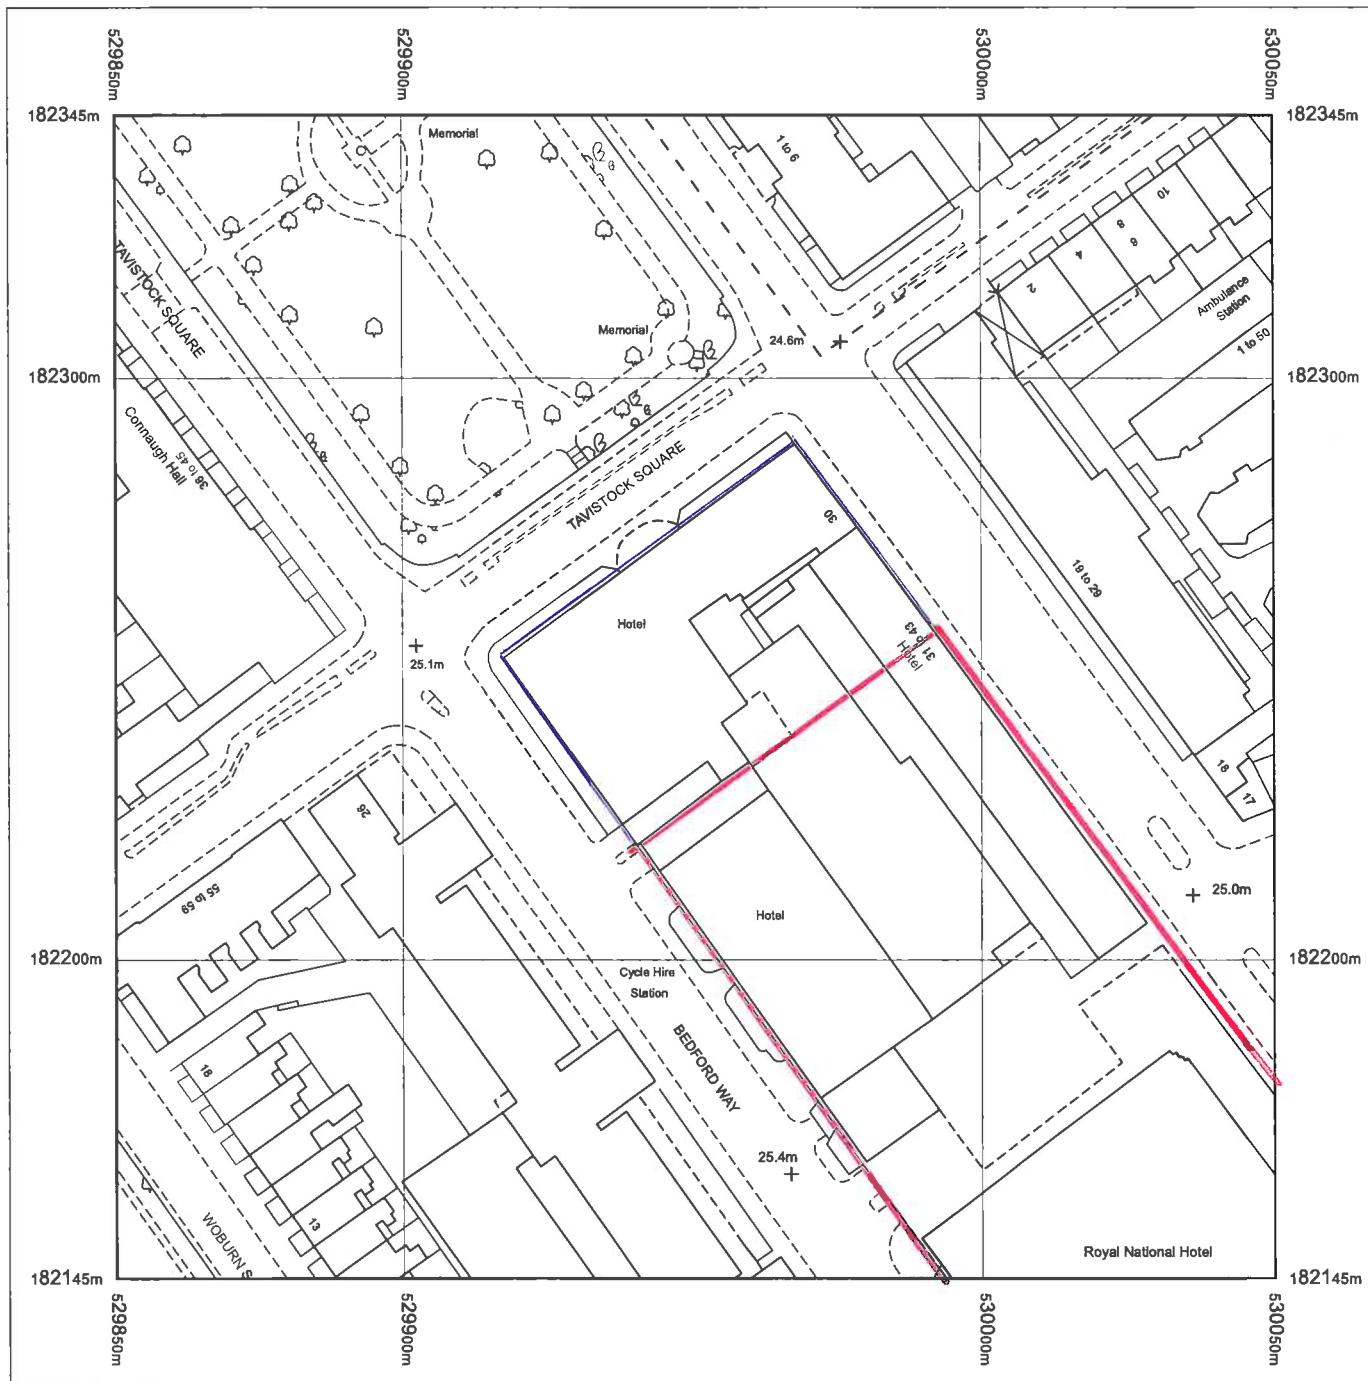 529850m
529900m
530000m
530050m
182345m
182345m
Memorial
1 to 6
10
8
6
4
2
TAVISTOCK SQUARE
Memorial
24.6m
Ambulance
Station
1 to 50
182300m
182300m
Connaugh Hall
36 to 45
TAVISTOCK SQUARE
30
19 to 29
Hotel
31 to 43
Hotel
25.1m
18
17
26
25.0m
55 to 59
Hotel
182200m
182200m
Cycle Hire
Station
BEDFORD WAY
18
25.4m
13
WOBURN S
Royal National Hotel
182145m
182145m
529850m
529900m
530000m
530050m